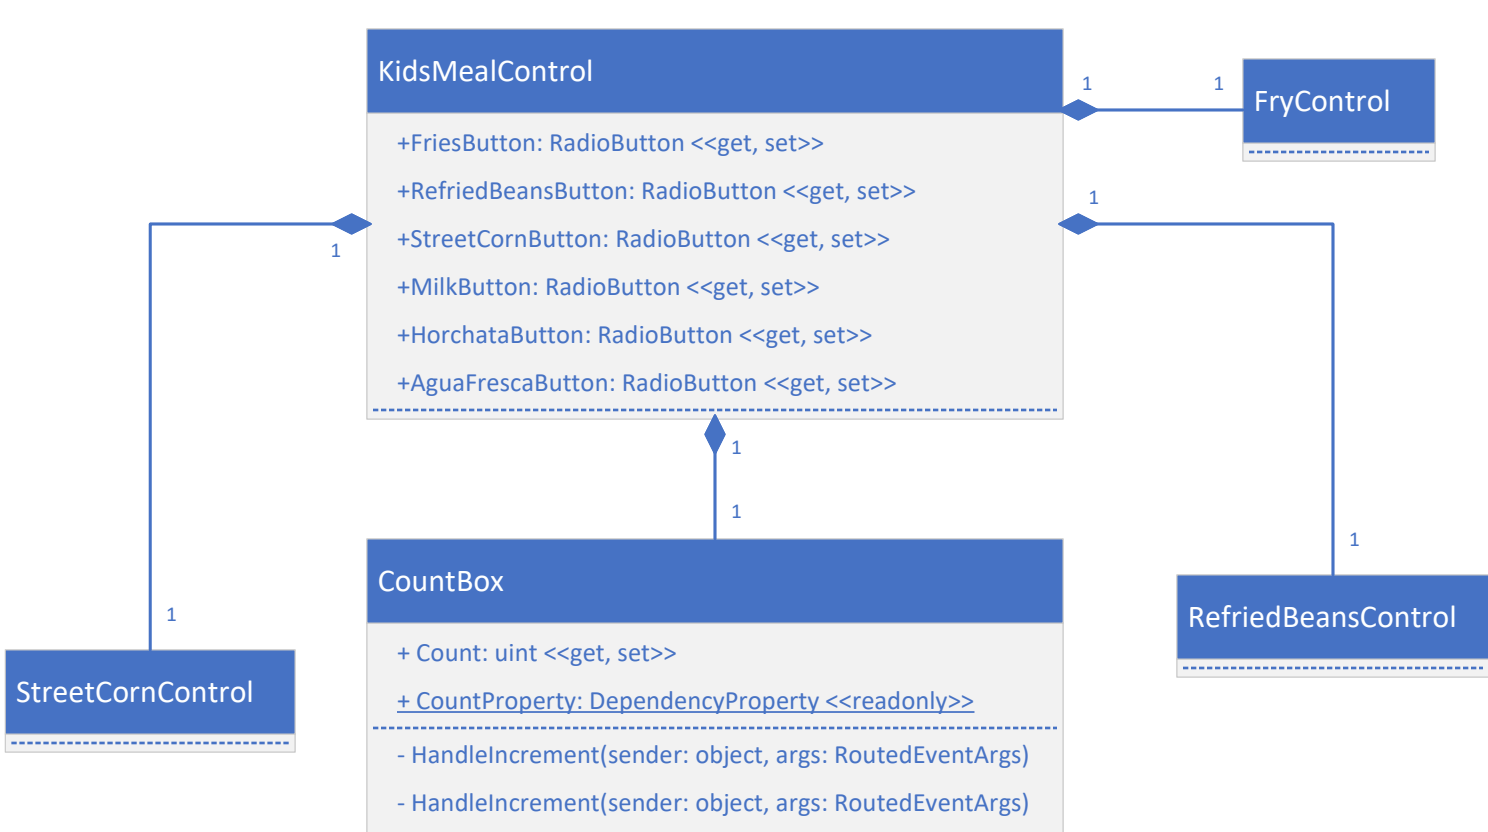 KidsMealControl
+FriesButton: RadioButton <<get, set>>
+RefriedBeansButton: RadioButton <<get, set>>
+StreetCornButton: RadioButton <<get, set>>
+MilkButton: RadioButton <<get, set>>
+HorchataButton: RadioButton <<get, set>>
+AguaFrescaButton: RadioButton <<get, set>>
1
1
FryControl
1
1
RefriedBeansControl
1
1
StreetCornControl
1
1
CountBox
+ Count: uint <<get, set>>
+ CountProperty: DependencyProperty <<readonly>>
- HandleIncrement(sender: object, args: RoutedEventArgs)
- HandleIncrement(sender: object, args: RoutedEventArgs)